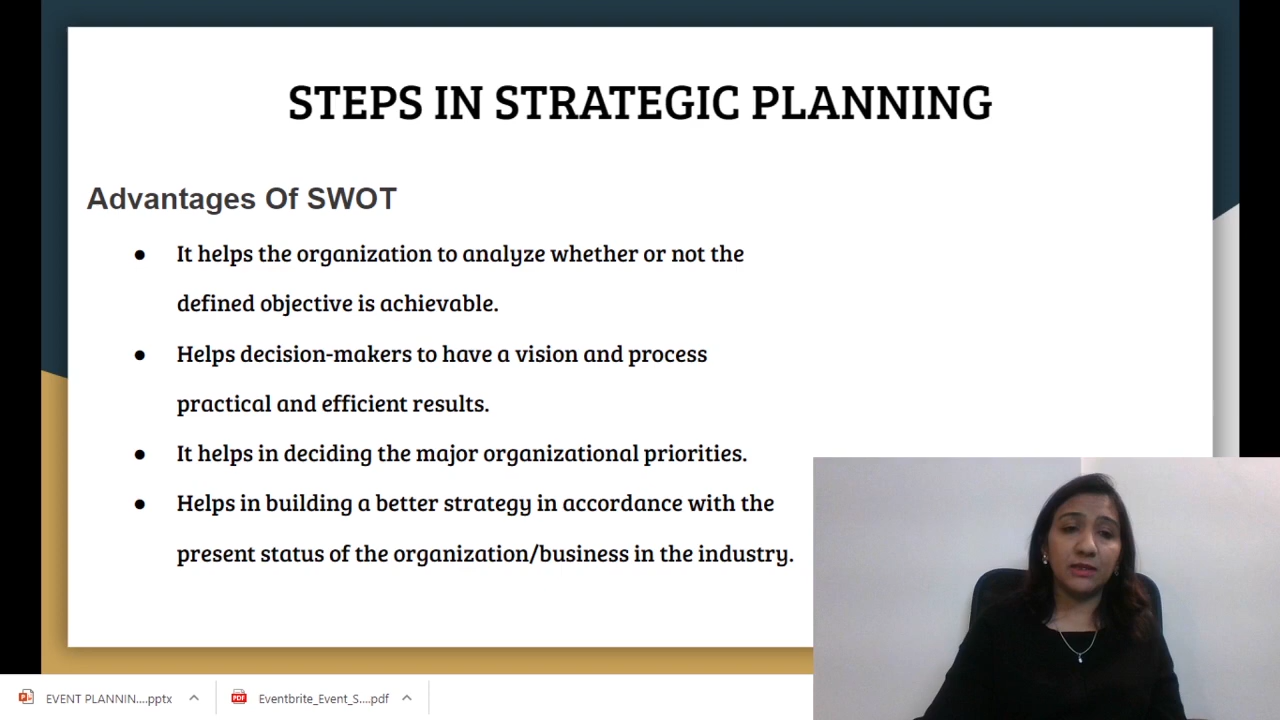 STEPS IN STRATEGIC PLANNING
Advantages Of SWOT
● It helps the organization to analyze whether or not the
defined objective is achievable.
● Helps decision-makers to have a vision and process
practical and efficient results.
● It helps in deciding the major organizational priorities.
● Helps in building a better strategy in accordance with the
present status of the organization/business in the industry.
EVENT PLANNIN....pptx
PDF
Eventbrite_Event_S....pdf